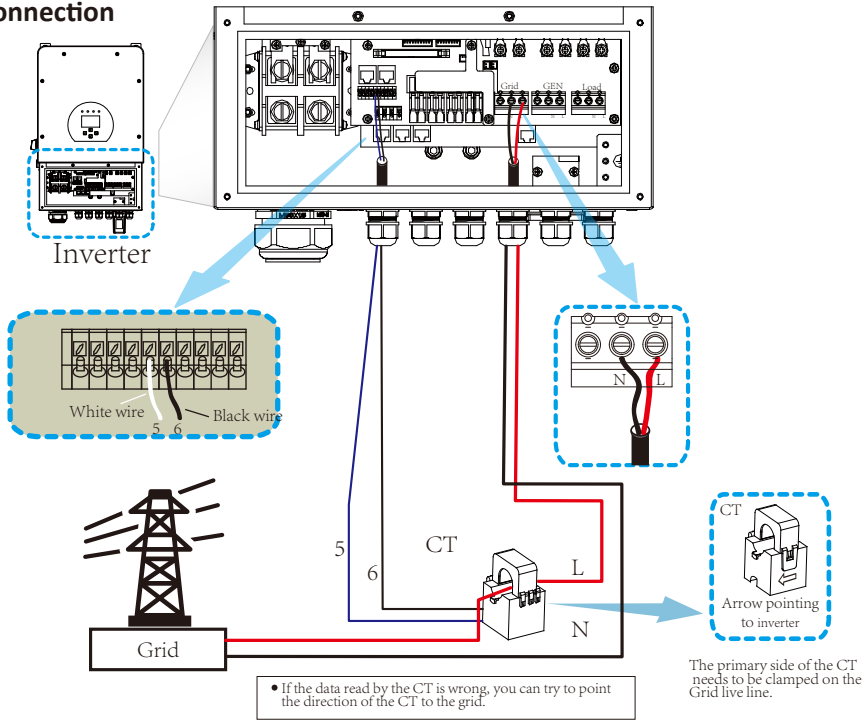 onnection
Grid
GEN
Load
Inverter
White wire
5
6
Black wire
N
L
5
6
CT
L
N
Grid
CT
Arrow pointing
to inverter
The primary side of the CT
needs to be clamped on the
Grid live line.
• If the data read by the CT is wrong, you can try to point
the direction of the CT to the grid.